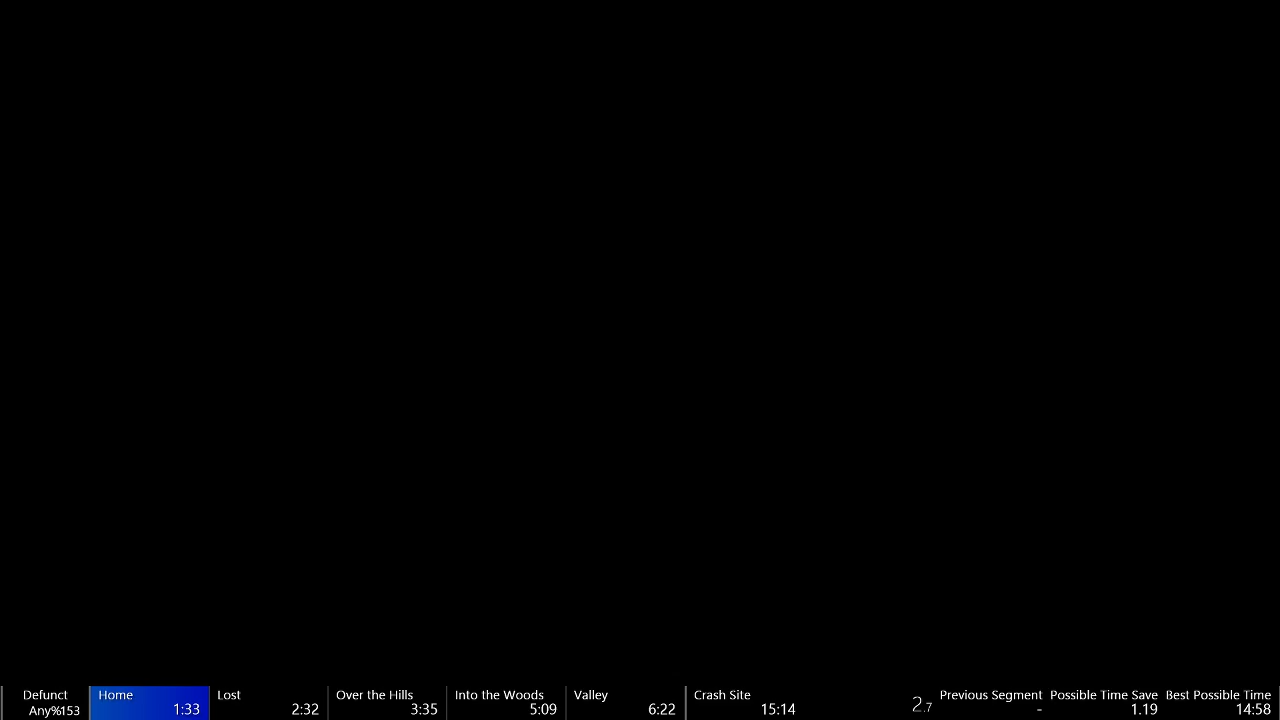 Defunct
Any% 153
Home
1:33
Lost
2:32
Over the Hills
3:35
Into the Woods
5:09
Valley
6:22
Crash Site
15:14
2.7
Previous Segment
-
Possible Time Save
1.19
Best Possible Time
14:58